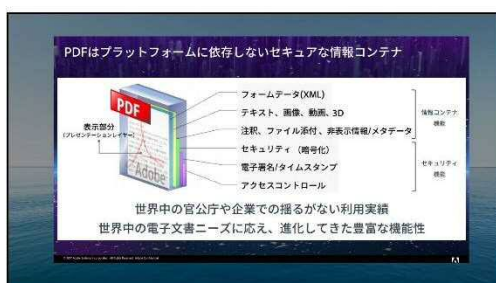 PDFはプラットフォームに依存しないセキュアな情報コンテナ
PDF
Adobe
表示部分
(プレゼンテーションレイヤー)
フォームデータ(XML)
テキスト、画像、動画、3D
注釈、ファイル添付、非表示情報/メタデータ
セキュリティ（暗号化）
電子署名/タイムスタンプ
アクセスコントロール
情報コンテナ
機能
セキュリティ
機能
世界中の官公庁や企業での揺るがない利用実績
世界中の電子文書ニーズに応え、進化してきた豊富な機能性